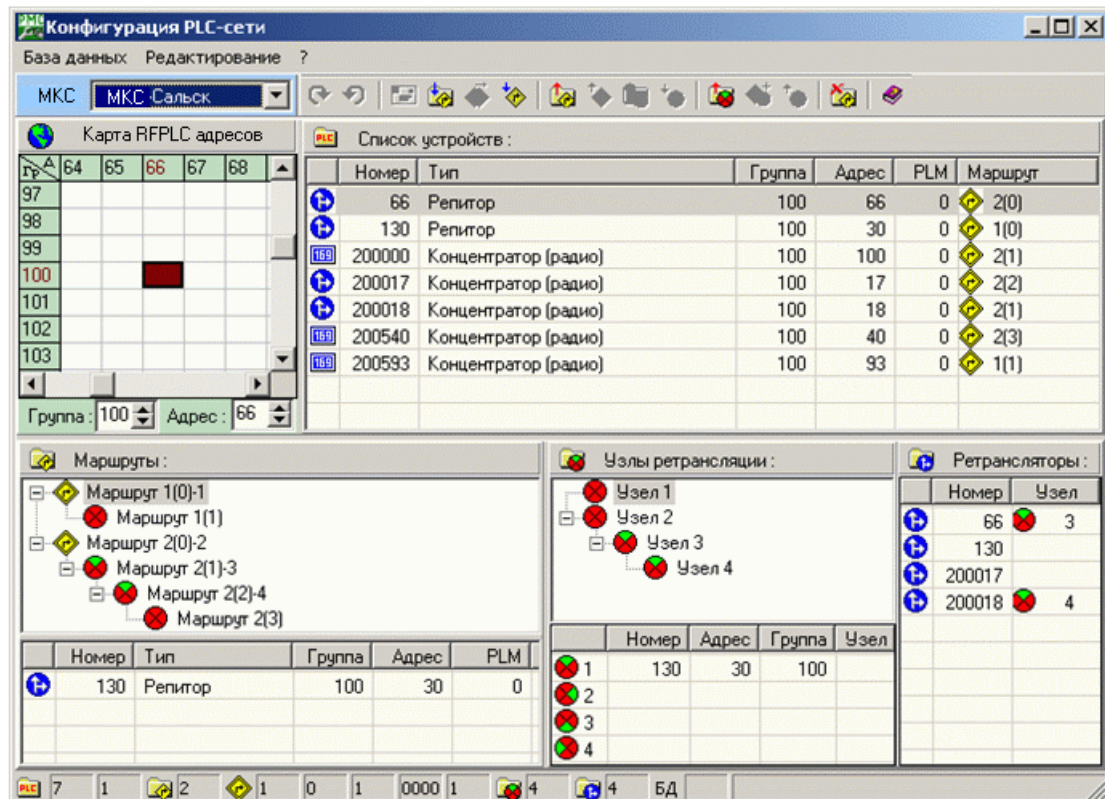 Конфигурация PLC-сети
База данных Редактирование ?
МКС МКС Сальск
Карта RFPLC адресов
Гр А 64 65 66 67 68
97
98
99
100
101
102
103
Группа : 100 Адрес : 66
PLC Список устройств :
Номер Тип Группа Адрес PLM Маршрут
66 Репитор 100 66 0 2(0)
130 Репитор 100 30 0 1(0)
169 200000 Концентратор (радио) 100 100 0 2(1)
200017 Концентратор (радио) 100 17 0 2(2)
200018 Концентратор (радио) 100 18 0 2(1)
169 200540 Концентратор (радио) 100 40 0 2(3)
169 200593 Концентратор (радио) 100 93 0 1(1)
Маршруты :
Маршрут 1(0)-1
Маршрут 1(1)
Маршрут 2(0)-2
Маршрут 2(1)-3
Маршрут 2(2)-4
Маршрут 2(3)
Номер Тип Группа Адрес PLM
130 Репитор 100 30 0
Узлы ретрансляции :
Узел 1
Узел 2
Узел 3
Узел 4
Номер Адрес Группа Узел
1 130 30 100
2
3
4
Ретрансляторы :
Номер Узел
66 3
130
200017
200018 4
PLC 7 1 2 1 0 1 0000 1 4 4 БД